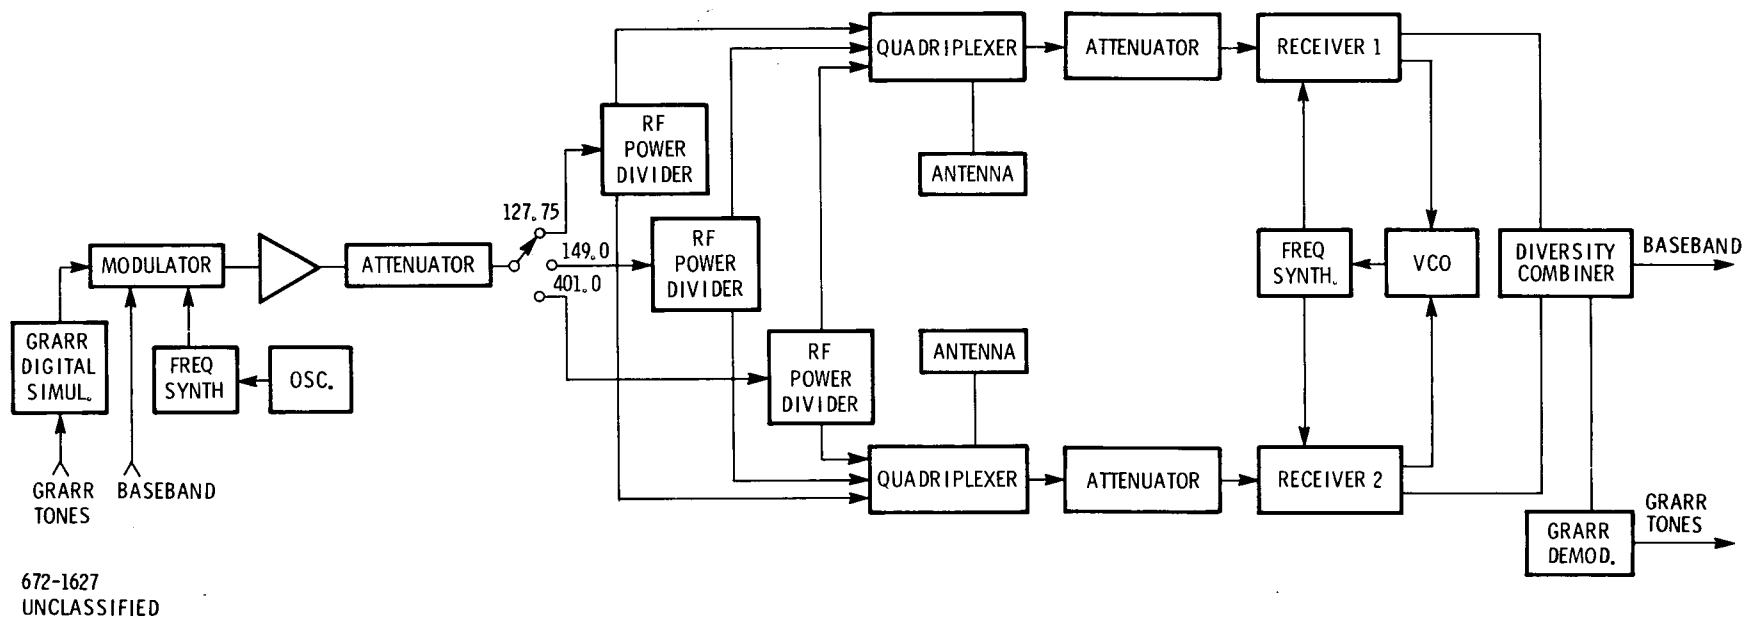 QUADRIPLEXER
ATTENUATOR
RECEIVER 1
RF
POWER
DIVIDER
ANTENNA
127.75
149.0
401.0
RF
POWER
DIVIDER
MODULATOR
ATTENUATOR
FREQ
SYNTH.
VCO
DIVERSITY
COMBINER
BASEBAND
GRARR
DIGITAL
SIMUL.
FREQ
SYNTH
OSC.
RF
POWER
DIVIDER
ANTENNA
QUADRIPLEXER
ATTENUATOR
RECEIVER 2
GRARR
TONES
BASEBAND
GRARR
DEMOD.
GRARR
TONES
672-1627
UNCLASSIFIED